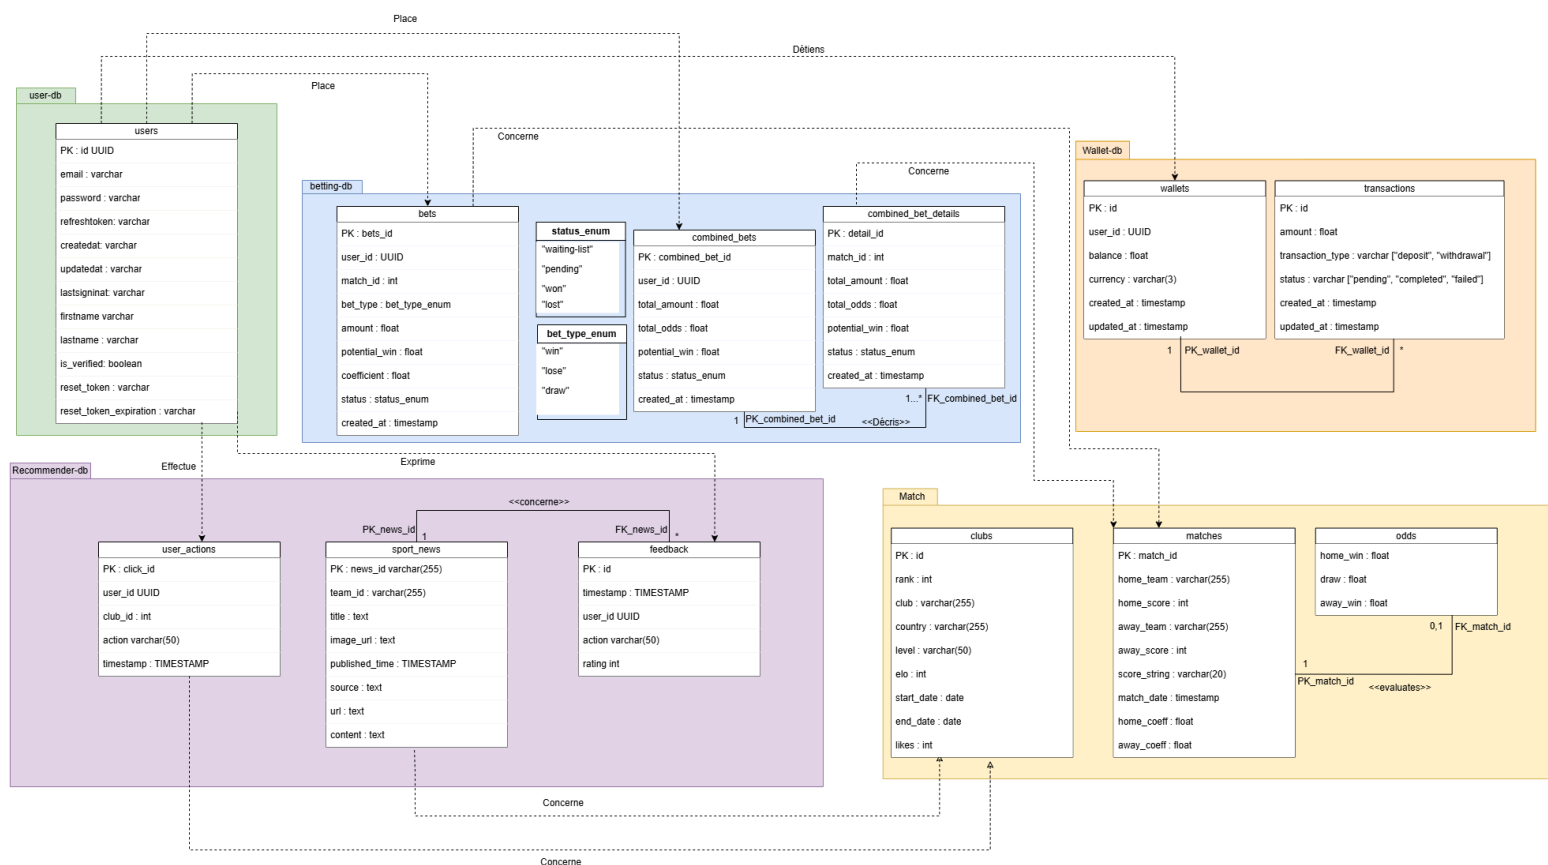 Place
Dètiens
Place
user-db
users
PK : id UUID
email : varchar
password : varchar
refreshtoken: varchar
createdat: varchar
updatedat : varchar
lastsigninat: varchar
firstname varchar
lastname : varchar
is_verified: boolean
reset_token : varchar
reset_token_expiration : varchar
Concerne
Concerne
betting-db
bets
PK : bets_id
user_id : UUID
match_id : int
bet_type : bet_type_enum
amount : float
potential_win : float
coefficient : float
status : status_enum
created_at : timestamp
status_enum
"waiting-list"
"pending"
"won"
"lost"
bet_type_enum
"win"
"lose"
"draw"
combined_bets
PK : combined_bet_id
user_id : UUID
total_amount : float
total_odds : float
potential_win : float
status : status_enum
created_at : timestamp
combined_bet_details
PK : detail_id
match_id : int
total_amount : float
total_odds : float
potential_win : float
status : status_enum
created_at : timestamp
1...* FK_combined_bet_id
1 PK_combined_bet_id <<Dècris>>
Wallet-db
wallets
PK : id
user_id : UUID
balance : float
currency : varchar(3)
created_at : timestamp
updated_at : timestamp
transactions
PK : id
amount : float
transaction_type : varchar ["deposit", "withdrawal"]
status : varchar ["pending", "completed", "failed"]
created_at : timestamp
updated_at : timestamp
1 PK_wallet_id
FK_wallet_id *
Effectue
Exprime
Recommender-db
<<concerne>>
PK_news_id 1
FK_news_id *
user_actions
PK : click_id
user_id UUID
club_id : int
action varchar(50)
timestamp : TIMESTAMP
sport_news
PK : news_id varchar(255)
team_id : varchar(255)
title : text
image_url : text
published_time : TIMESTAMP
source : text
url : text
content : text
feedback
PK : id
timestamp : TIMESTAMP
user_id UUID
action varchar(50)
rating int
Match
clubs
PK : id
rank : int
club : varchar(255)
country : varchar(255)
level : varchar(50)
elo : int
start_date : date
end_date : date
likes : int
matches
PK : match_id
home_team : varchar(255)
home_score : int
away_team : varchar(255)
away_score : int
score_string : varchar(20)
match_date : timestamp
home_coeff : float
away_coeff : float
odds
home_win : float
draw : float
away_win : float
0,1 FK_match_id
1
PK_match_id
<<evaluates>>
Concerne
Concerne